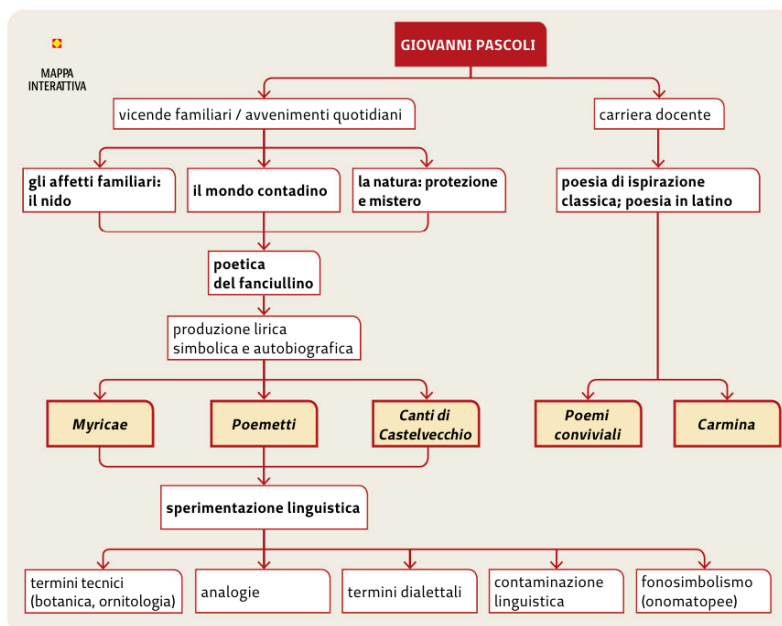 GIOVANNI PASCOLI
MAPPA
INTERATTIVA
vicende familiari / avvenimenti quotidiani
carriera docente
gli affetti familiari:
il nido
il mondo contadino
la natura: protezione
e mistero
poesia di ispirazione
classica; poesia in latino
poetica
del fanciullino
produzione lirica
simbolica e autobiografica
Myricae
Poemetti
Canti di
Castelvecchio
Poemi
conviviali
Carmina
sperimentazione linguistica
termini tecnici
(botanica, ornitologia)
analogie
termini dialettali
contaminazione
linguistica
fonosimbolismo
(onomatopee)